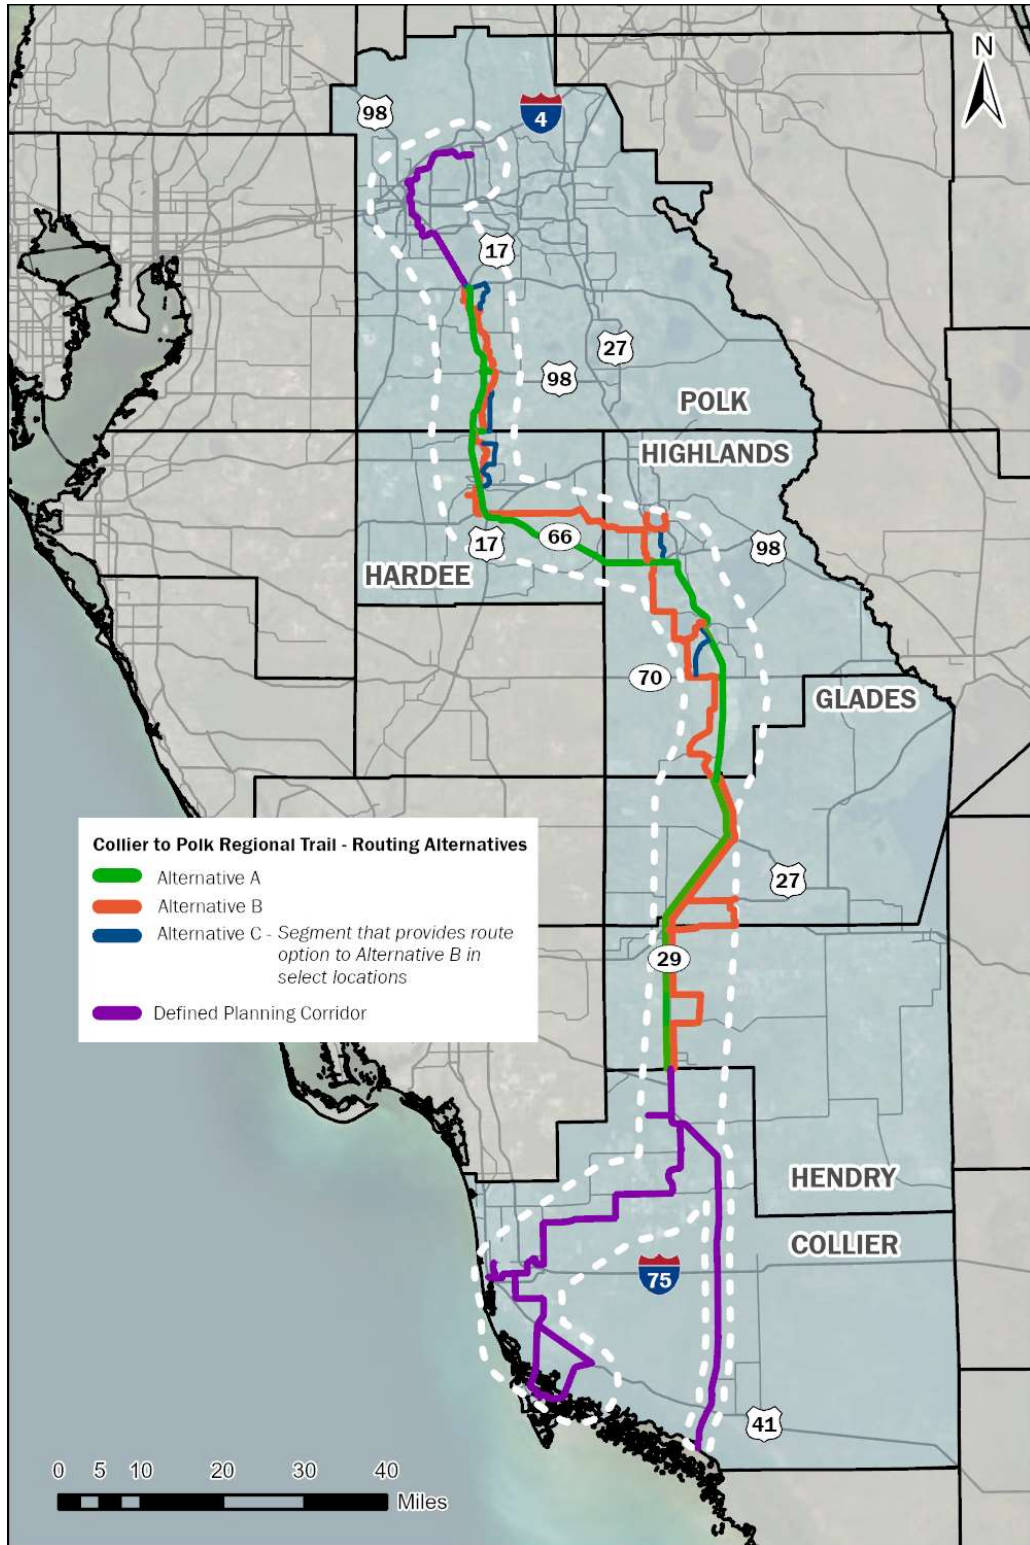 N
98
4
17
27
98
POLK
HIGHLANDS
66
17
98
HARDEE
70
GLADES
Collier to Polk Regional Trail - Routing Alternatives
Alternative A
Alternative B
Alternative C - Segment that provides route
option to Alternative B in
select locations
Defined Planning Corridor
27
29
HENDRY
COLLIER
75
41
0 5 10 20 30 40
Miles